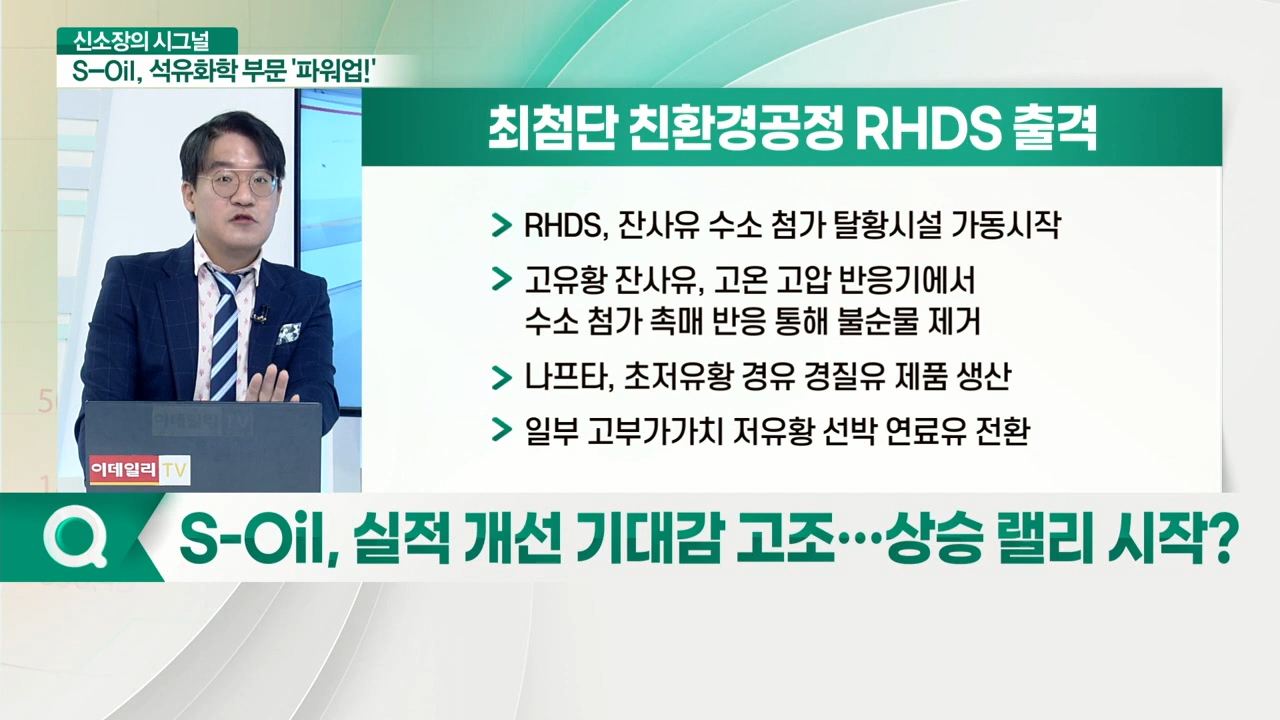 신소장의 시그널
S-Oil, 석유화학 부문 '파워업!'
최첨단 친환경공정 RHDS 출격
RHDS, 잔사유 수소 첨가 탈황시설 가동시작
고유황 잔사유, 고온 고압 반응기에서
수소 첨가 촉매 반응 통해 불순물 제거
나프타, 초저유황 경유 경질유 제품 생산
일부 고부가가치 저유황 선박 연료유 전환
이데일리 TV
이데일리 TV
S-Oil, 실적 개선 기대감 고조…상승 랠리 시작?